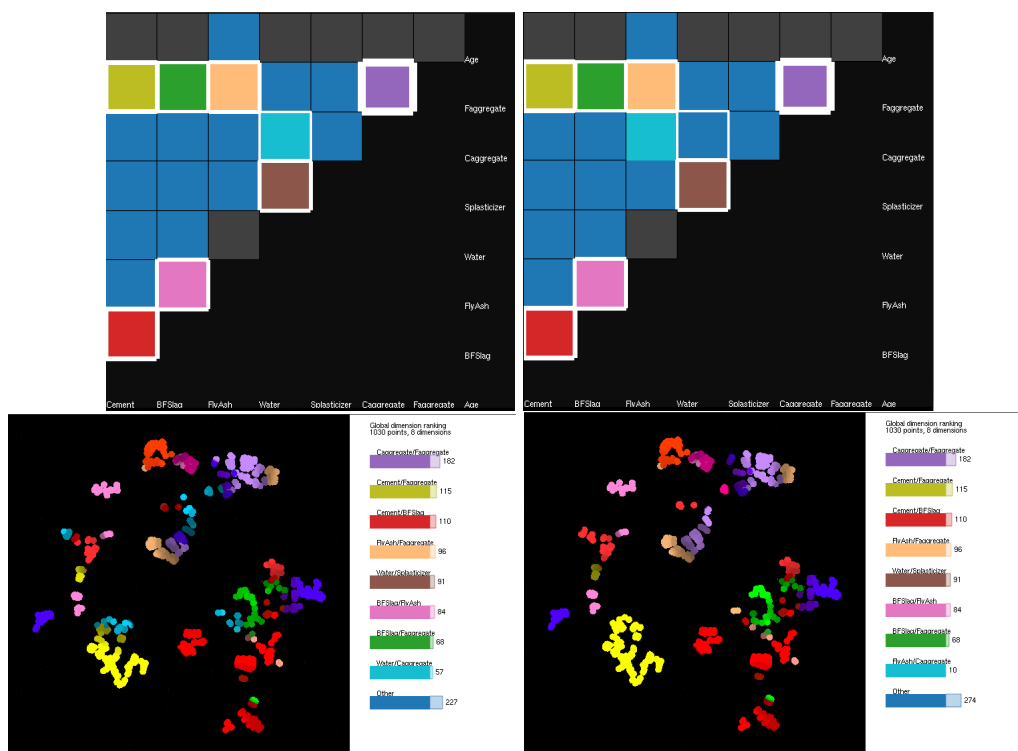 Age
Faggregate
Caggregate
Splasticizer
Water
FlyAsh
BFSlag
Cement BFSlag FlyAsh Water Splasticizer Caggregate Faggregate Age
Age
Faggregate
Caggregate
Splasticizer
Water
FlyAsh
BFSlag
Cement BFSlag FlyAsh Water Splasticizer Caggregate Faggregate Age
Global dimension ranking
1030 points, 8 dimensions
Caggregate/Faggregate
182
Cement/Faggregate
115
Cement/BFSlag
110
FlyAsh/Faggregate
96
Water/Splasticizer
91
BFSlag/FlyAsh
84
BFSlag/Faggregate
68
Water/Caggregate
57
Other
227
Global dimension ranking
1030 points, 8 dimensions
Caggregate/Faggregate
182
Cement/Faggregate
115
Cement/BFSlag
110
FlyAsh/Faggregate
96
Water/Splasticizer
91
BFSlag/FlyAsh
84
BFSlag/Faggregate
68
FlyAsh/Caggregate
10
Other
274